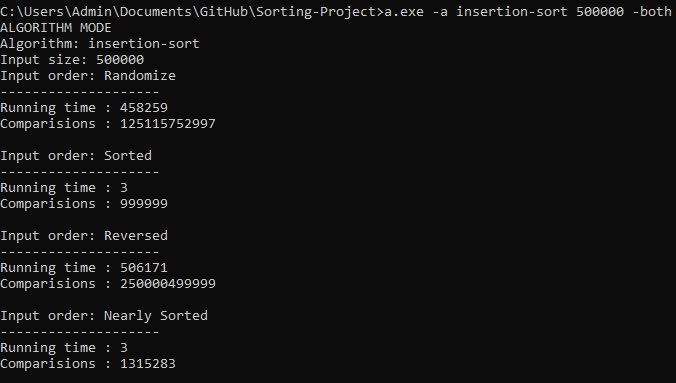 C:\Users\Admin\Documents\GitHub\Sorting-Project>a.exe -a insertion-sort 500000 -both
ALGORITHM MODE
Algorithm: insertion-sort
Input size: 500000
Input order: Randomize
---------------------
Running time : 458259
Comparisions : 125115752997

Input order: Sorted
---------------------
Running time : 3
Comparisions : 999999

Input order: Reversed
---------------------
Running time : 506171
Comparisions : 250000499999

Input order: Nearly Sorted
---------------------
Running time : 3
Comparisions : 1315283